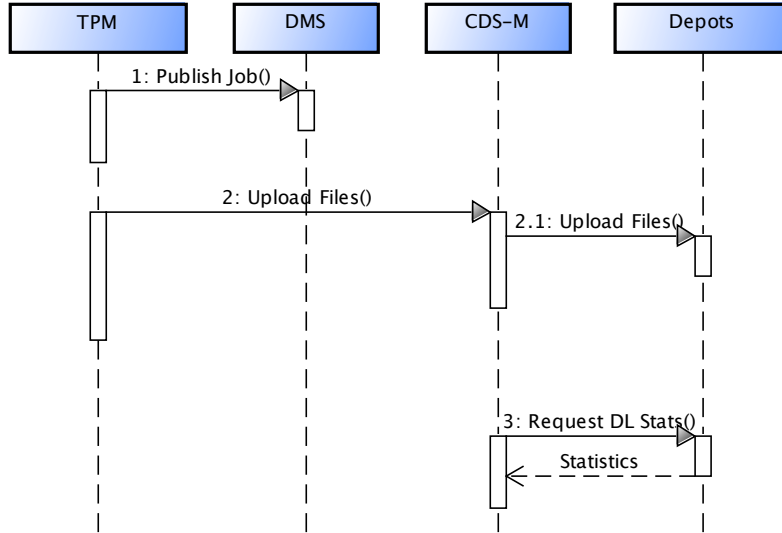 TPM DMS CDS-M Depots
1: Publish Job()
2: Upload Files()
2.1: Upload Files()
3: Request DL Stats()
Statistics